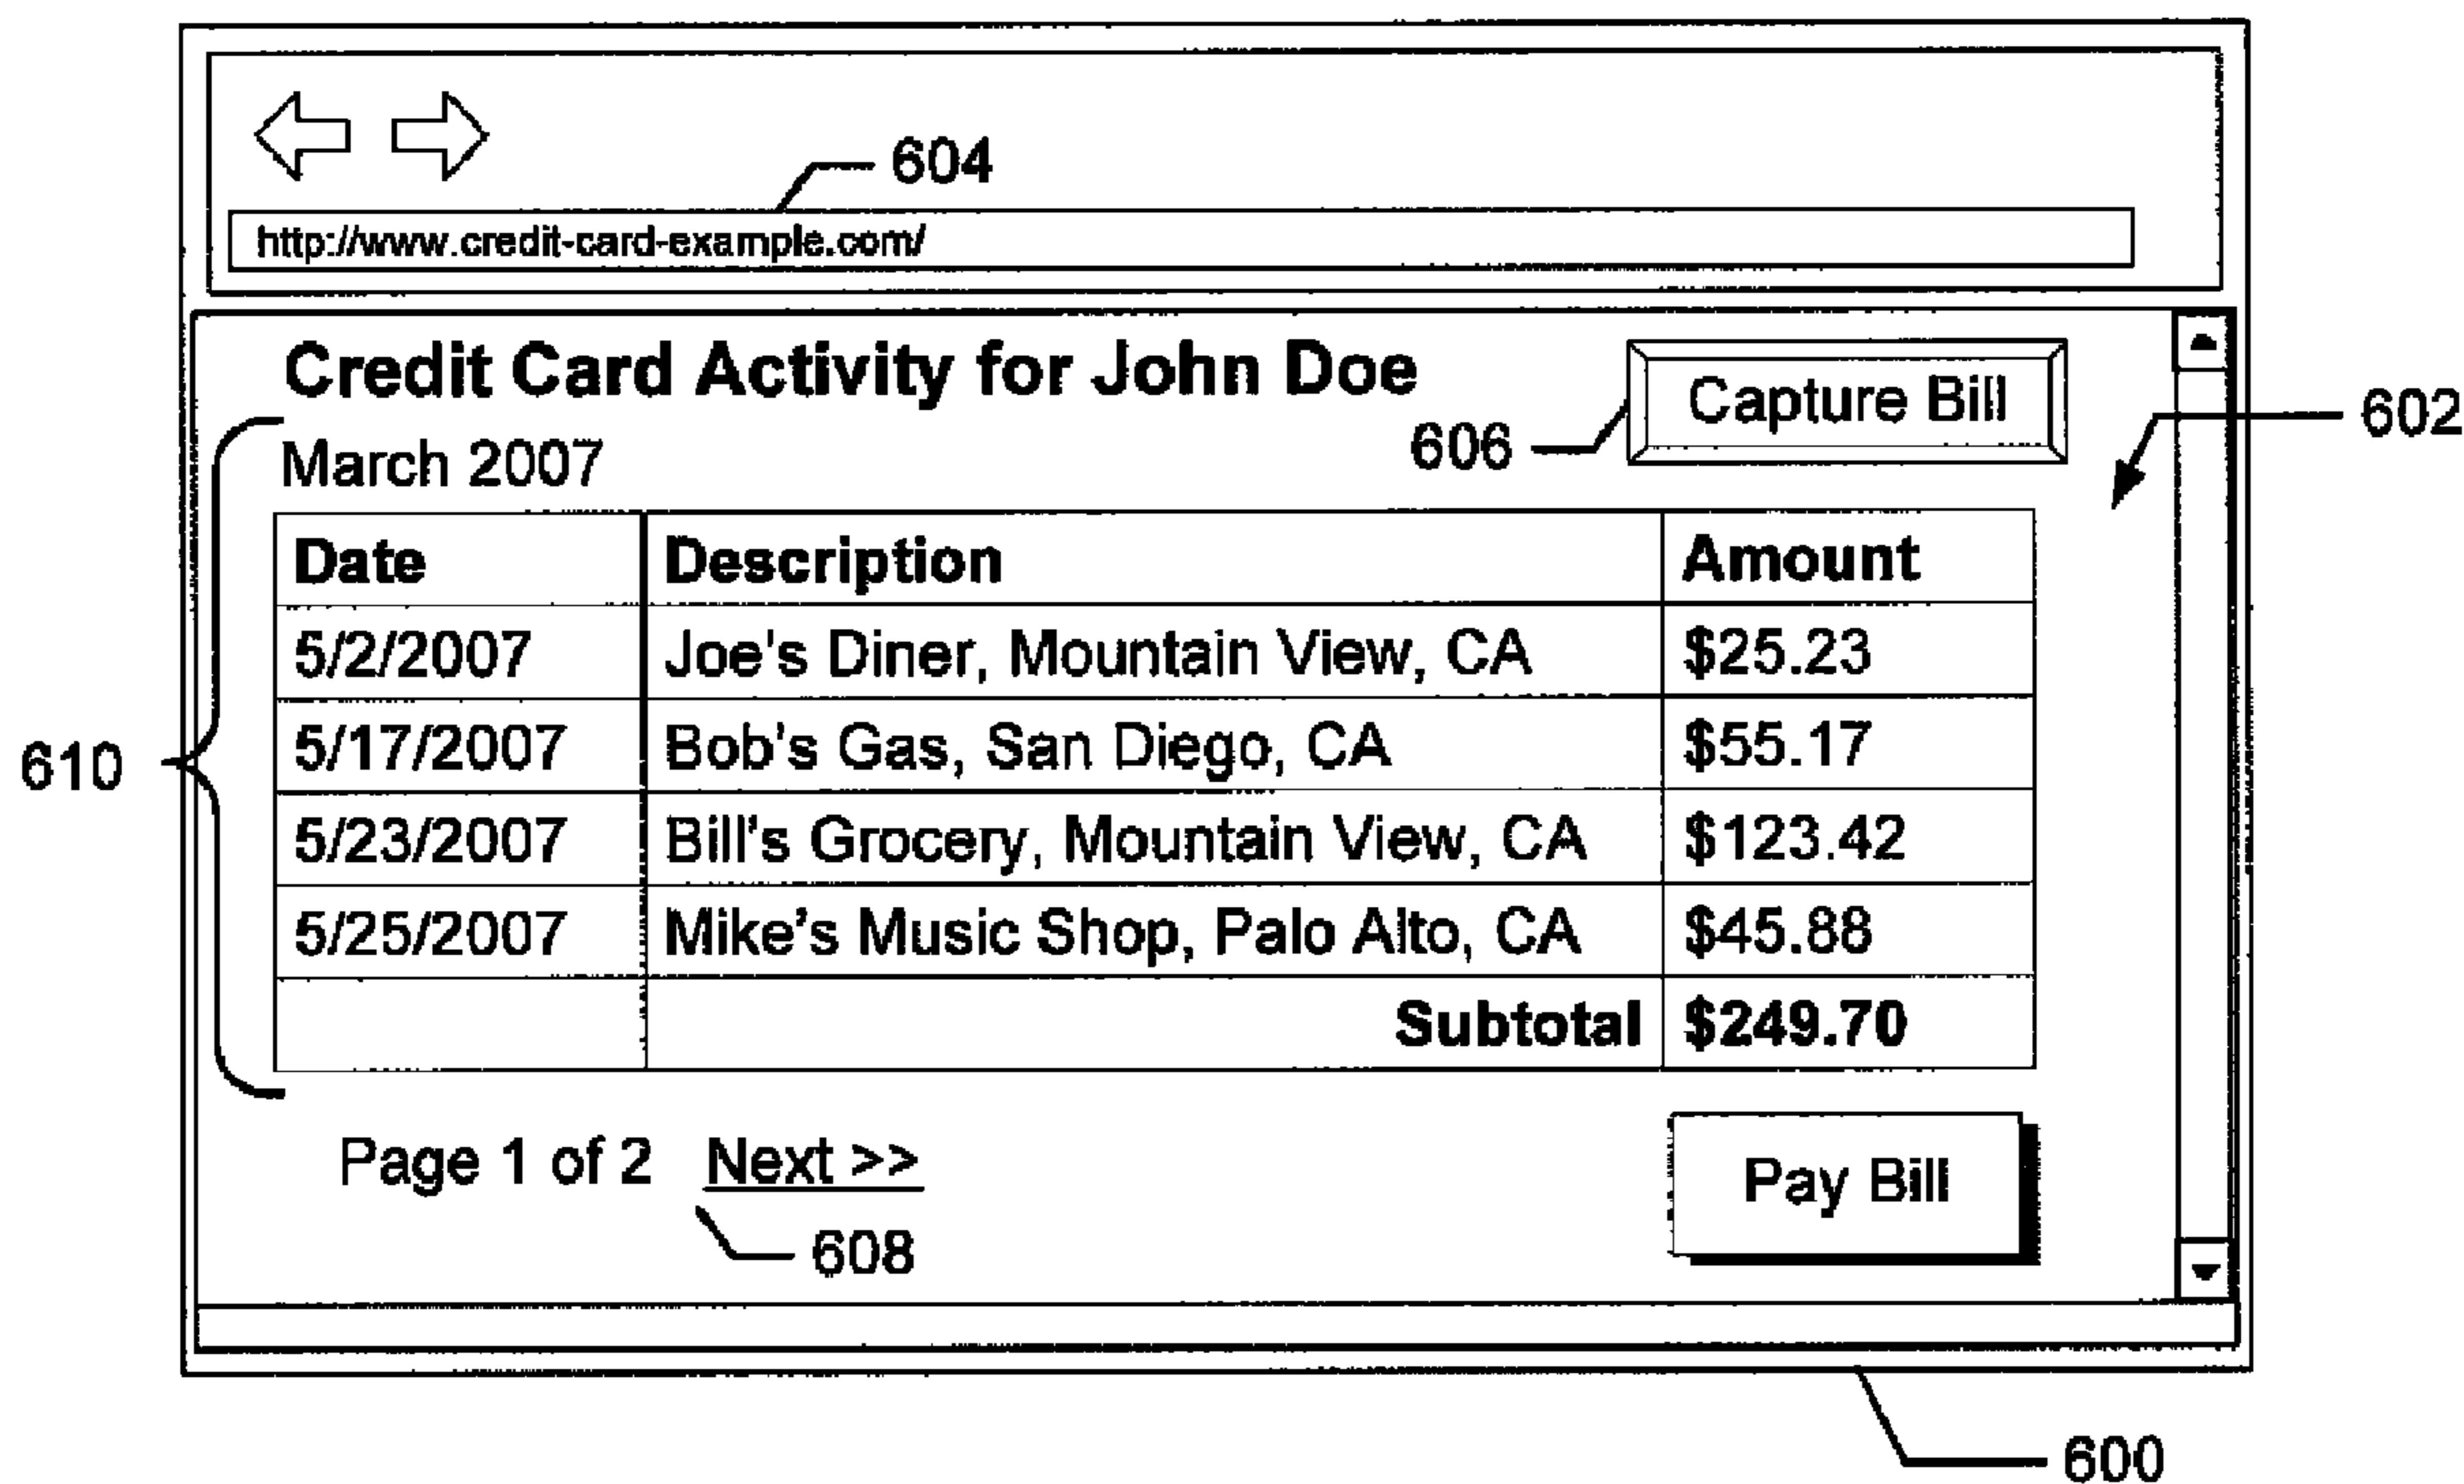 604
http://www.credit-card-example.com/
Credit Card Activity for John Doe
Capture Bill
602
606
March 2007
Date Description Amount
5/2/2007 Joe's Diner, Mountain View, CA $25.23
5/17/2007 Bob's Gas, San Diego, CA $55.17
610
5/23/2007 Bill's Grocery, Mountain View, CA $123.42
5/25/2007 Mike's Music Shop, Palo Alto, CA $45.88
Subtotal $249.70
Page 1 of 2 Next >>
Pay Bill
608
600